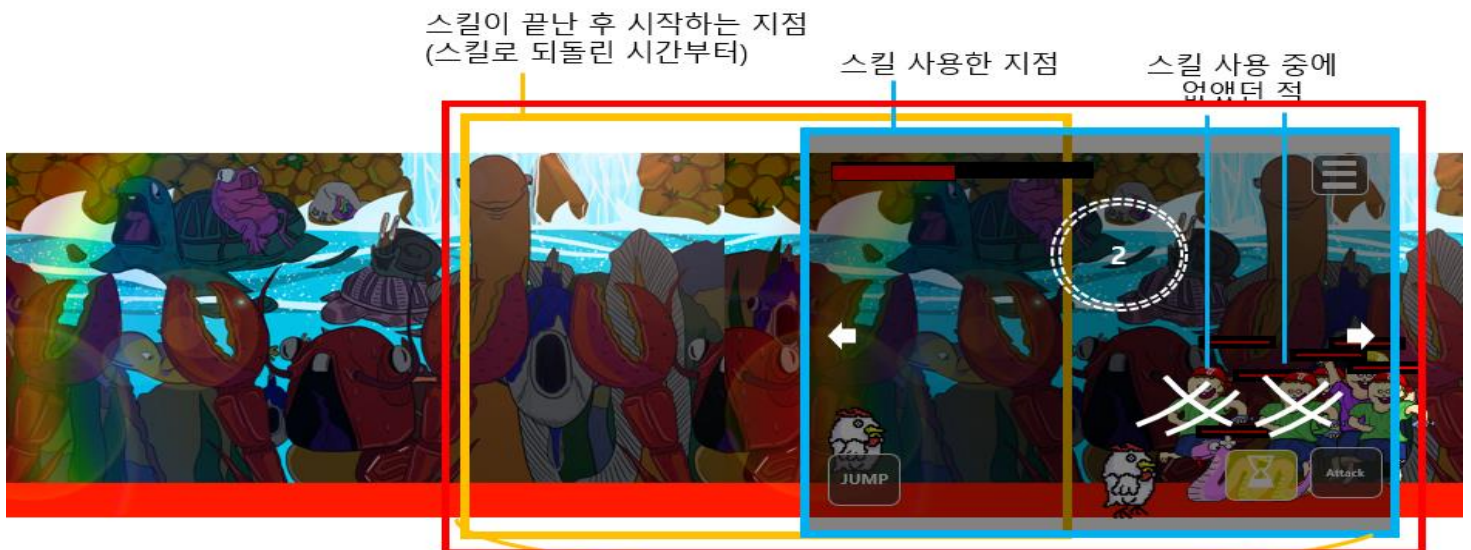 스킬이 끝난 후 시작하는 지점
(스킬로 되돌린 시간부터)
스킬 사용한 지점
스킬 사용 중에
없앴던 적
2
JUMP
Attack